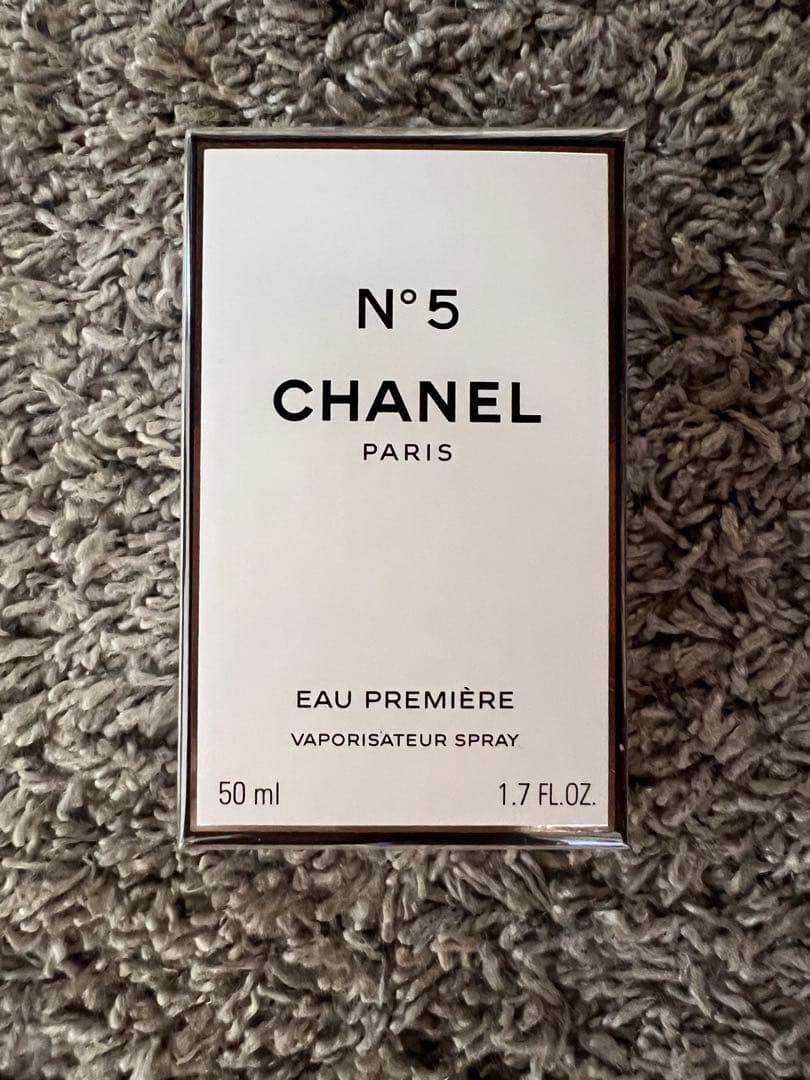 N°5
CHANEL
PARIS
EAU PREMIÈRE
VAPORISATEUR SPRAY
50 ml 1.7 FL.OZ.